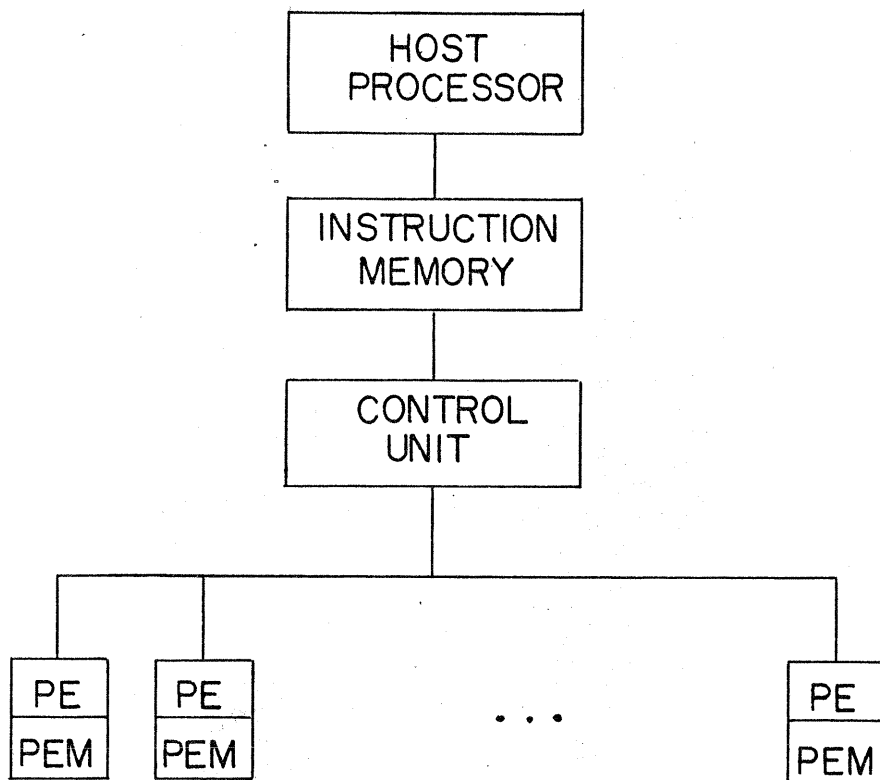 HOST
PROCESSOR
INSTRUCTION
MEMORY
CONTROL
UNIT
PE
PEM
PE
PEM
...
PE
PEM